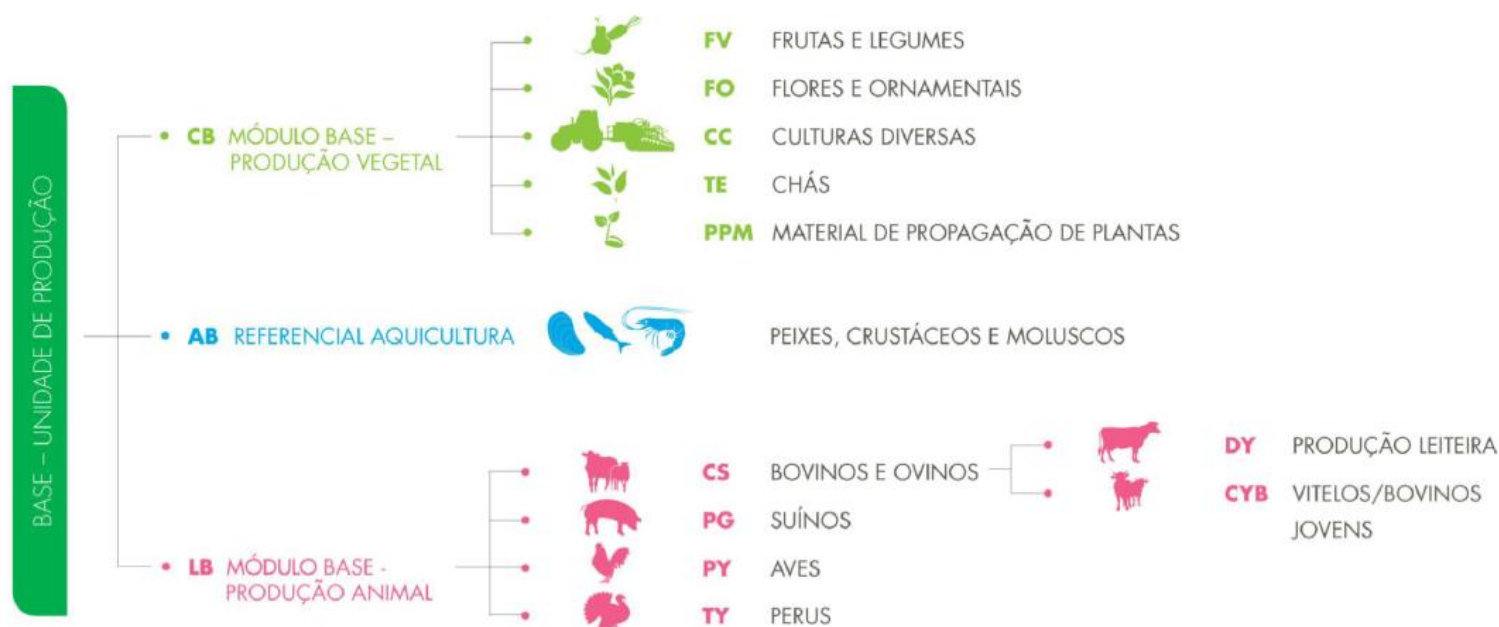 BASE – UNIDADE DE PRODUÇÃO
CB MÓDULO BASE –
PRODUÇÃO VEGETAL
FV FRUTAS E LEGUMES
FO FLORES E ORNAMENTAIS
CC CULTURAS DIVERSAS
TE CHÁS
PPM MATERIAL DE PROPAGAÇÃO DE PLANTAS
AB REFERENCIAL AQUICULTURA
PEIXES, CRUSTÁCEOS E MOLUSCOS
LB MÓDULO BASE -
PRODUÇÃO ANIMAL
CS BOVINOS E OVINOS
PG SUÍNOS
PY AVES
TY PERUS
DY PRODUÇÃO LEITEIRA
CYB VITELOS/BOVINOS
JOVENS